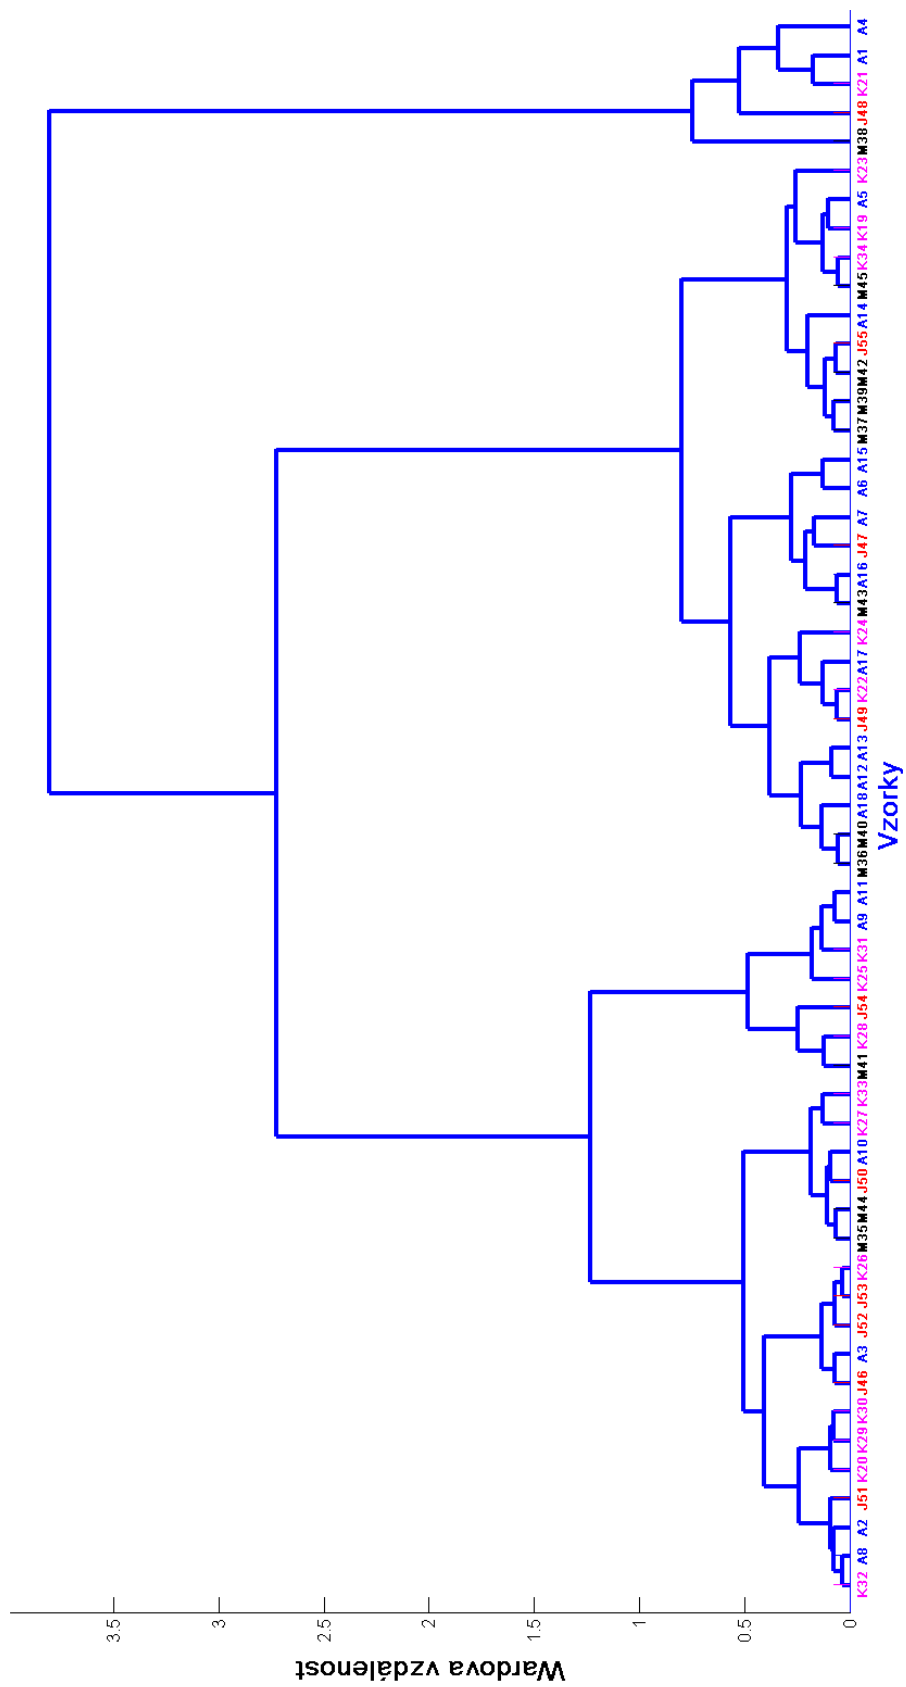 A4
A1
K21
J48
M38
K23
A5
K19
K34
M45
A14
J55
M42
M39
M37
A15
A6
A7
J47
A16
M43
K24
A17
K22
J49
A13
A12
A18
M40
M36
A11
A9
K31
K25
J54
K28
M41
K33
K27
A10
J50
M44
M35
K26
J53
J52
A3
J46
K30
K29
K20
J51
A2
A8
K32
Vzorky
3.5
3
2.5
2
1.5
1
0.5
0
Wardova vzdálenost